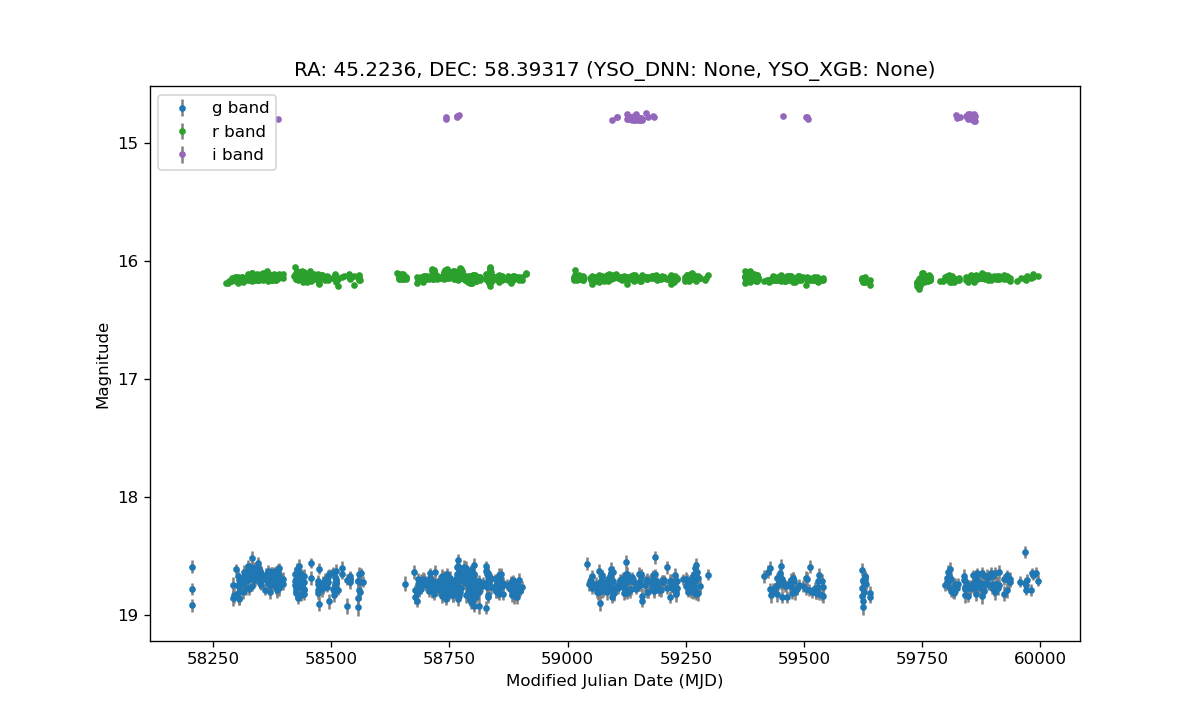 RA: 45.2236, DEC: 58.39317 (YSO_DNN: None, YSO_XGB: None)
g band
r band
i band
15
16
17
18
19
Magnitude
58250 58500 58750 59000 59250 59500 59750 60000
Modified Julian Date (MJD)